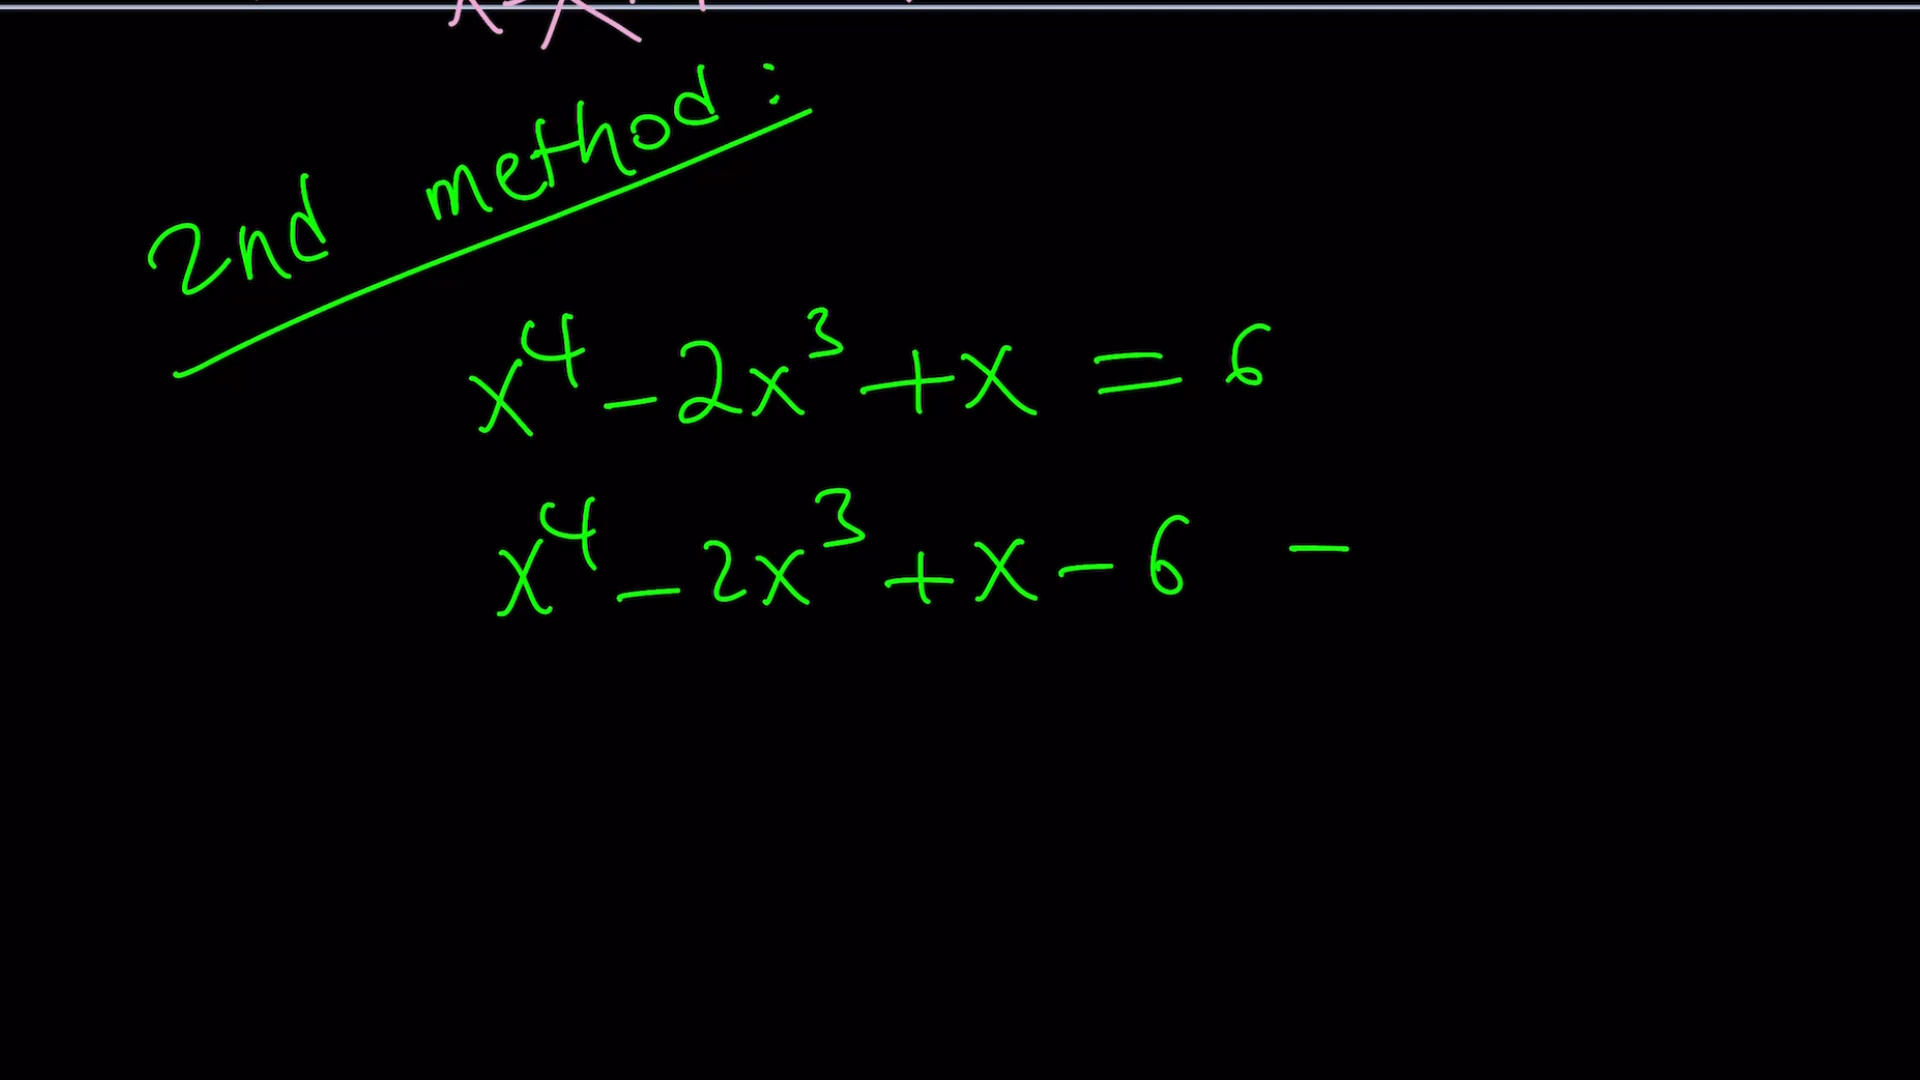 2nd method:
x⁴ - 2x³ + x = 6
x⁴ - 2x³ + x - 6 -